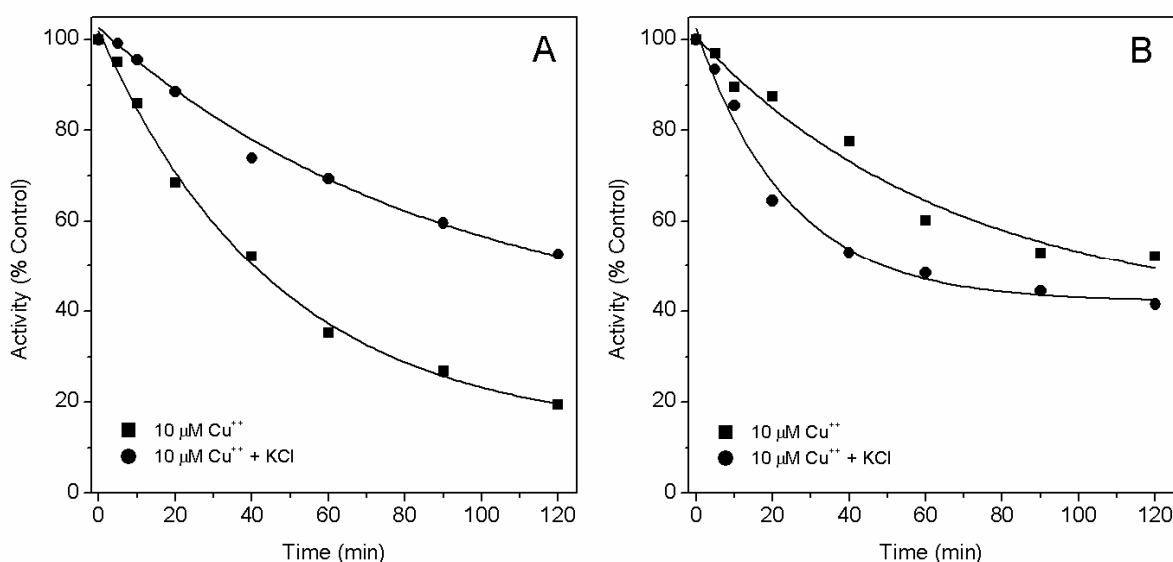 A
100
80
60
40
20
0
Activity (% Control)
10 μM Cu⁺⁺
10 μM Cu⁺⁺ + KCl
0 20 40 60 80 100 120
Time (min)
B
100
80
60
40
20
0
Activity (% Control)
10 μM Cu⁺⁺
10 μM Cu⁺⁺ + KCl
0 20 40 60 80 100 120
Time (min)